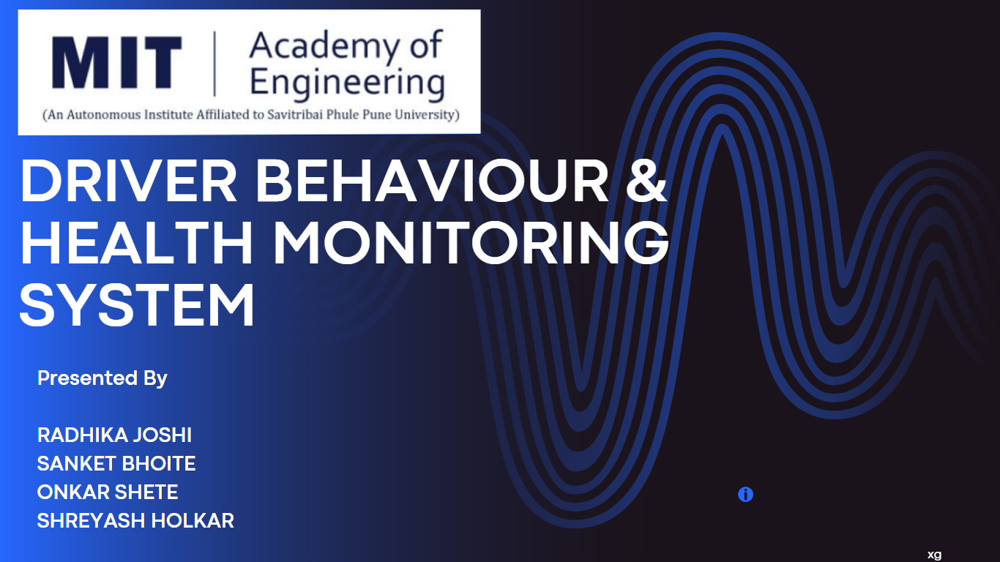 MIT
Academy of
Engineering
(An Autonomous Institute Affiliated to Savitribai Phule Pune University)
DRIVER BEHAVIOUR &
HEALTH MONITORING
SYSTEM
Presented By
RADHIKA JOSHI
SANKET BHOITE
ONKAR SHETE
SHREYASH HOLKAR
i
xg